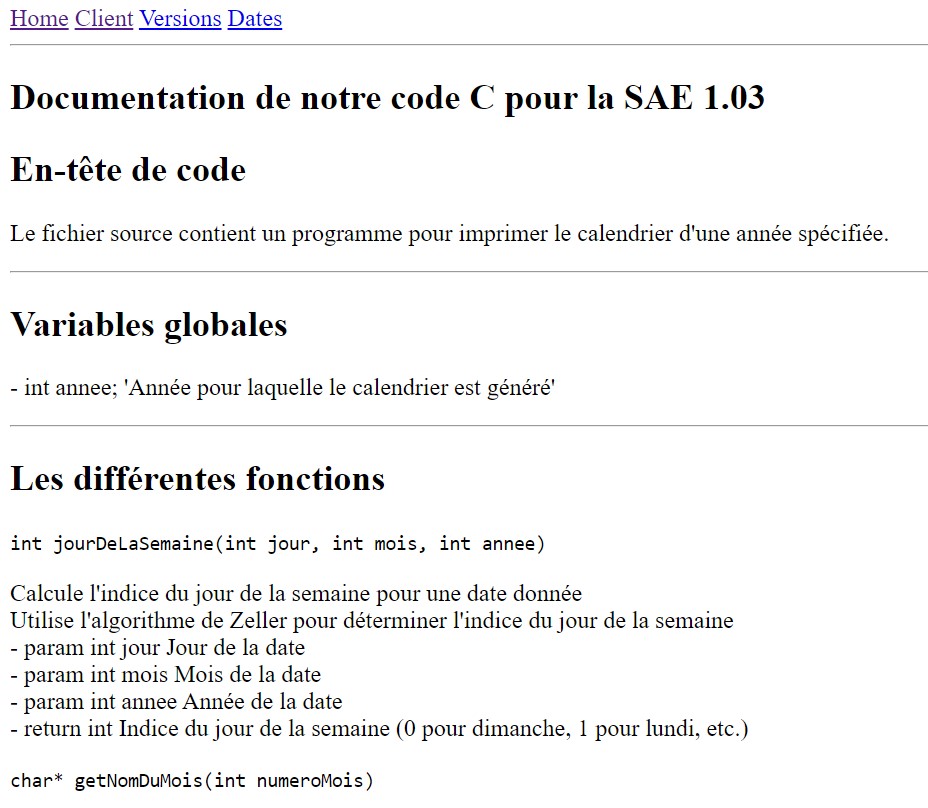 Home Client Versions Dates
Documentation de notre code C pour la SAE 1.03
En-tête de code
Le fichier source contient un programme pour imprimer le calendrier d'une année spécifiée.
Variables globales
- int annee; 'Année pour laquelle le calendrier est généré'
Les différentes fonctions
int jourDeLaSemaine(int jour, int mois, int annee)
Calcule l'indice du jour de la semaine pour une date donnée
Utilise l'algorithme de Zeller pour déterminer l'indice du jour de la semaine
- param int jour Jour de la date
- param int mois Mois de la date
- param int annee Année de la date
- return int Indice du jour de la semaine (0 pour dimanche, 1 pour lundi, etc.)
char* getNomDuMois(int numeroMois)